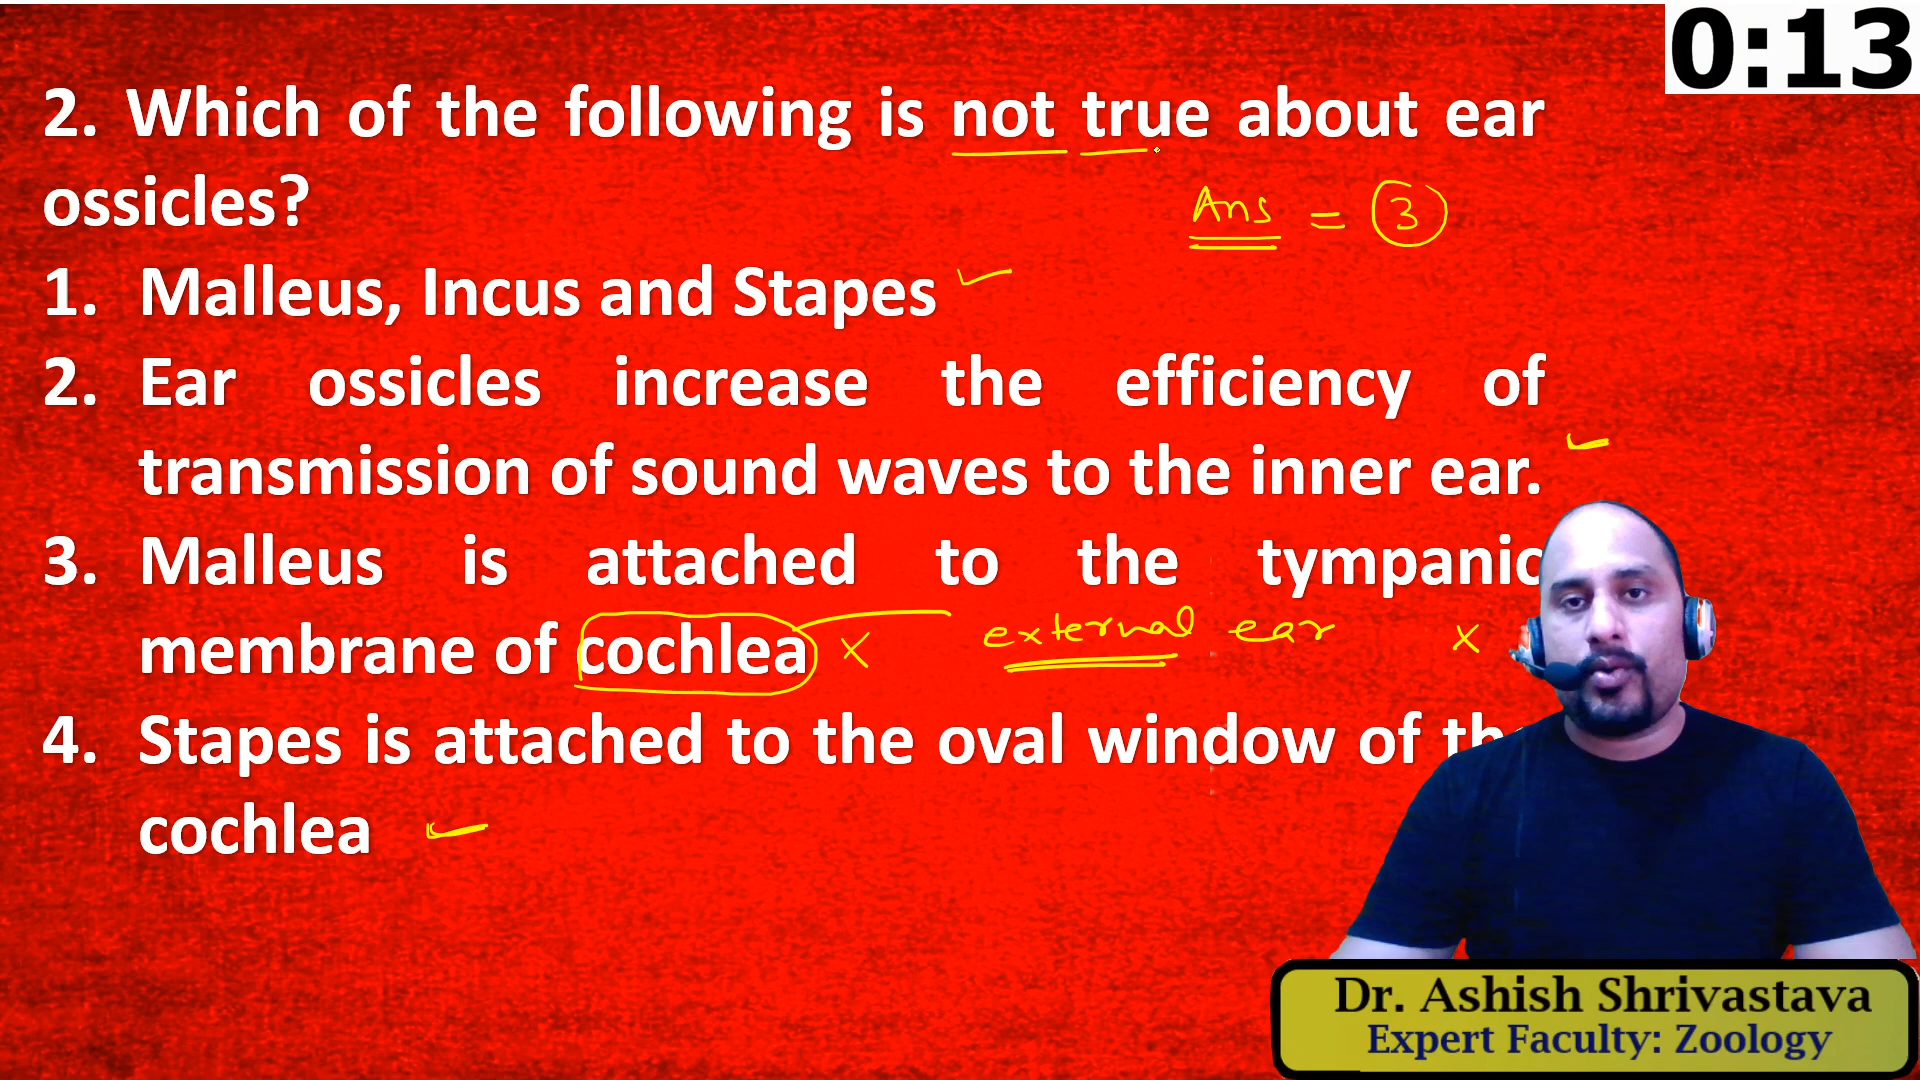 0:13
2. Which of the following is not true about ear
ossicles?
Ans = 3
1. Malleus, Incus and Stapes
2. Ear ossicles increase the efficiency of
transmission of sound waves to the inner ear.
3. Malleus is attached to the tympanic
membrane of cochlea x external ear x
4. Stapes is attached to the oval window of the
cochlea
Dr. Ashish Shrivastava
Expert Faculty: Zoology